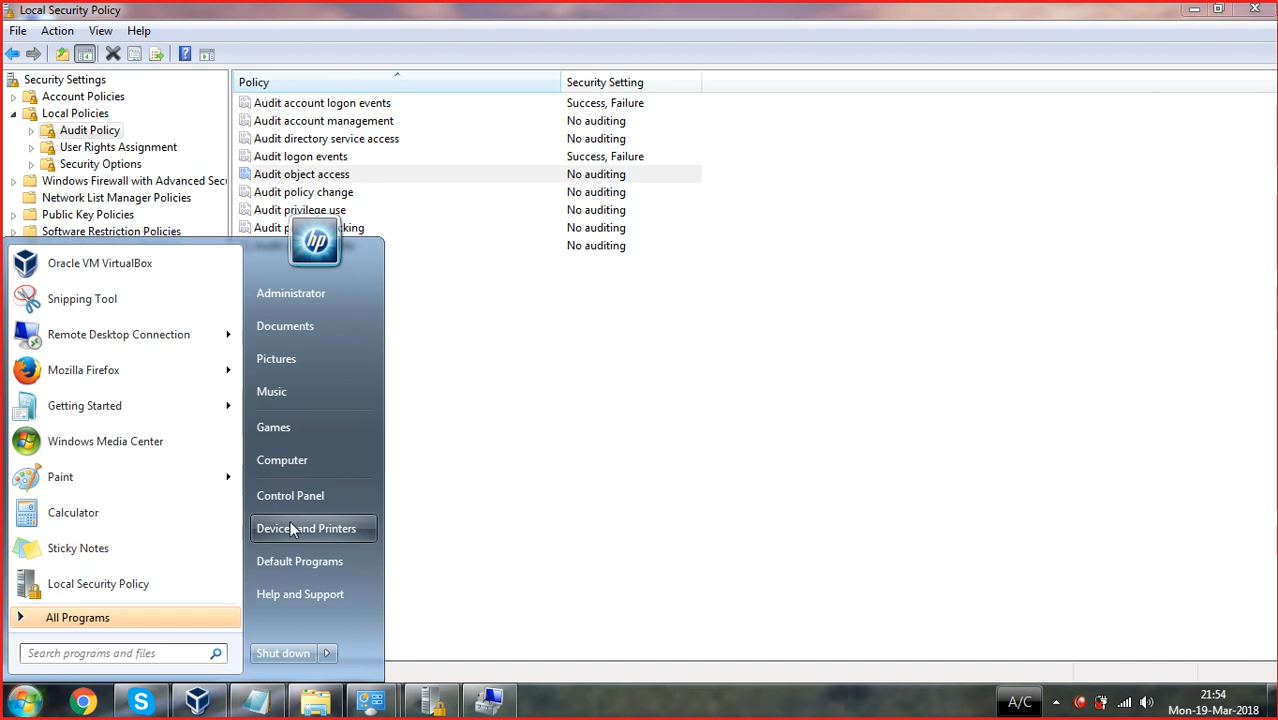 Local Security Policy
File Action View Help
Policy Security Setting
Security Settings
Account Policies
Local Policies
Audit Policy
User Rights Assignment
Security Options
Windows Firewall with Advanced Secu
Network List Manager Policies
Public Key Policies
Software Restriction Policies
Audit account logon events Success, Failure
Audit account management No auditing
Audit directory service access No auditing
Audit logon events Success, Failure
Audit object access No auditing
Audit policy change No auditing
Audit privilege use No auditing
Audit p king No auditing
No auditing
hp
Oracle VM VirtualBox
Snipping Tool
Remote Desktop Connection
Mozilla Firefox
Getting Started
Windows Media Center
Paint
Calculator
Sticky Notes
Local Security Policy
All Programs
Search programs and files
Administrator
Documents
Pictures
Music
Games
Computer
Control Panel
Devices and Printers
Default Programs
Help and Support
Shut down
A/C
21:54
Mon-19-Mar-2018